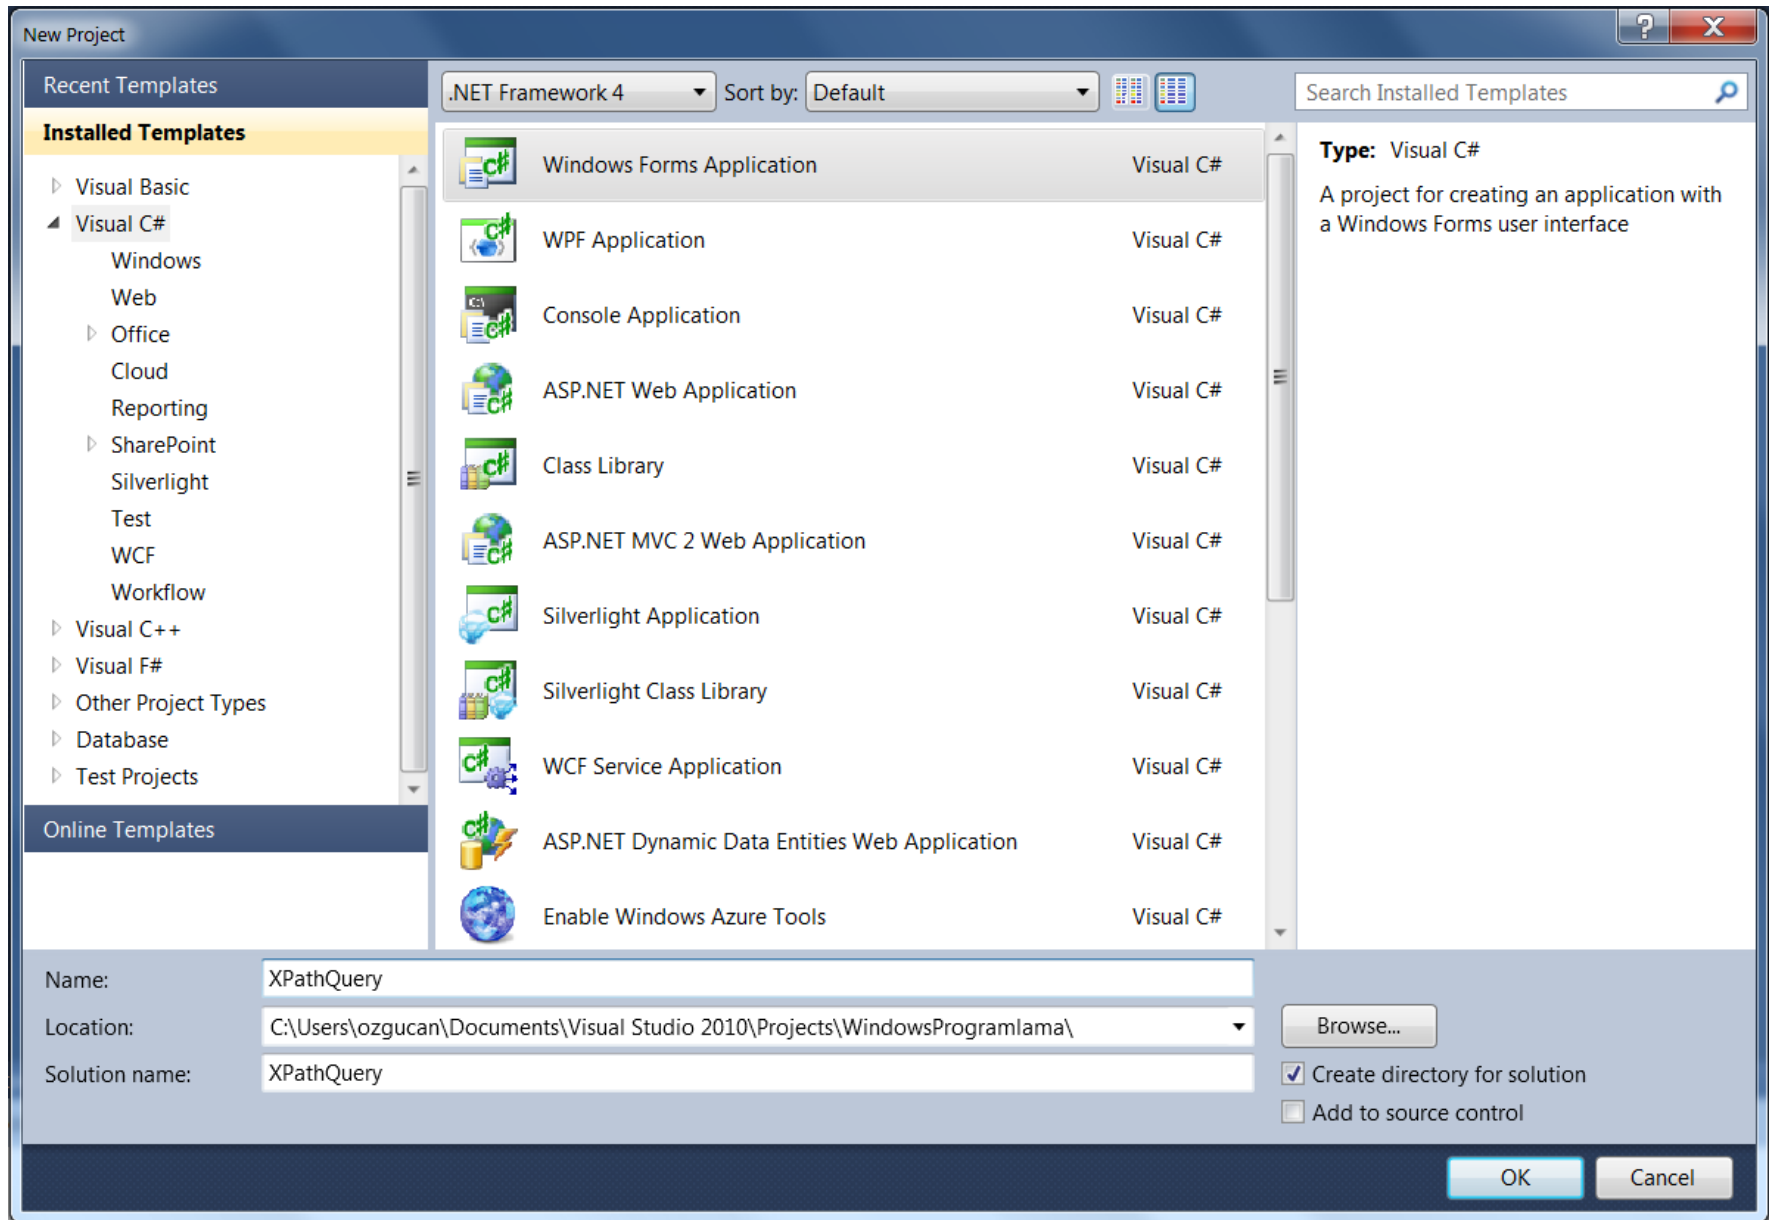 New Project
Recent Templates
Installed Templates
Visual Basic
Visual C#
Windows
Web
Office
Cloud
Reporting
SharePoint
Silverlight
Test
WCF
Workflow
Visual C++
Visual F#
Other Project Types
Database
Test Projects
Online Templates
.NET Framework 4 Sort by: Default
Windows Forms Application Visual C#
WPF Application Visual C#
Console Application Visual C#
ASP.NET Web Application Visual C#
Class Library Visual C#
ASP.NET MVC 2 Web Application Visual C#
Silverlight Application Visual C#
Silverlight Class Library Visual C#
WCF Service Application Visual C#
ASP.NET Dynamic Data Entities Web Application Visual C#
Enable Windows Azure Tools Visual C#
Search Installed Templates
Type: Visual C#
A project for creating an application with
a Windows Forms user interface
Name: XPathQuery
Location: C:\Users\ozgucan\Documents\Visual Studio 2010\Projects\WindowsProgramlama\ Browse...
Solution name: XPathQuery
Create directory for solution
Add to source control
OK Cancel